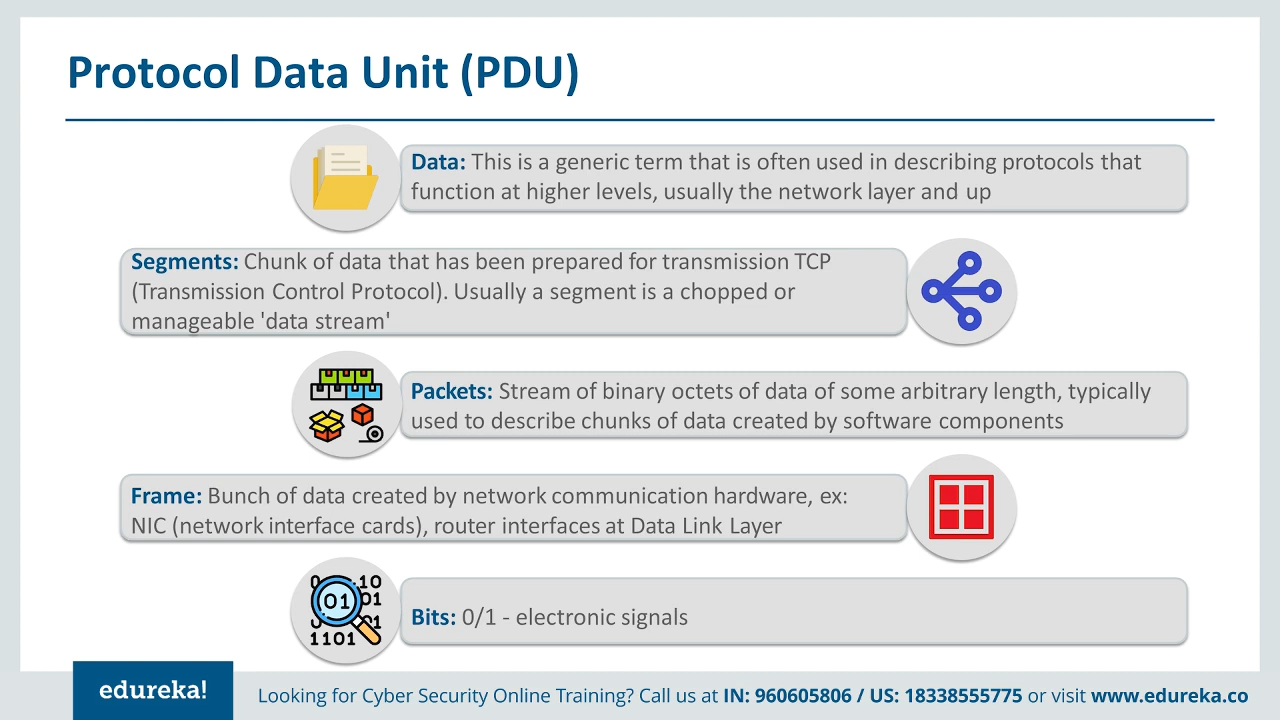 Protocol Data Unit (PDU)
Data: This is a generic term that is often used in describing protocols that
function at higher levels, usually the network layer and up
Segments: Chunk of data that has been prepared for transmission TCP
(Transmission Control Protocol). Usually a segment is a chopped or
manageable 'data stream'
Packets: Stream of binary octets of data of some arbitrary length, typically
used to describe chunks of data created by software components
Frame: Bunch of data created by network communication hardware, ex:
NIC (network interface cards), router interfaces at Data Link Layer
01
1101
Bits: 0/1 - electronic signals
edureka!
Looking for Cyber Security Online Training? Call us at IN: 960605806 / US: 18338555775 or visit www.edureka.co